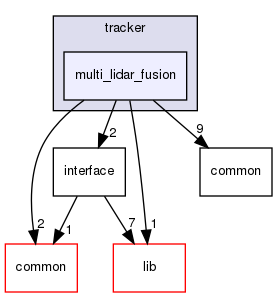 tracker
multi_lidar_fusion
2
9
interface
common
2
1
7
1
common
lib